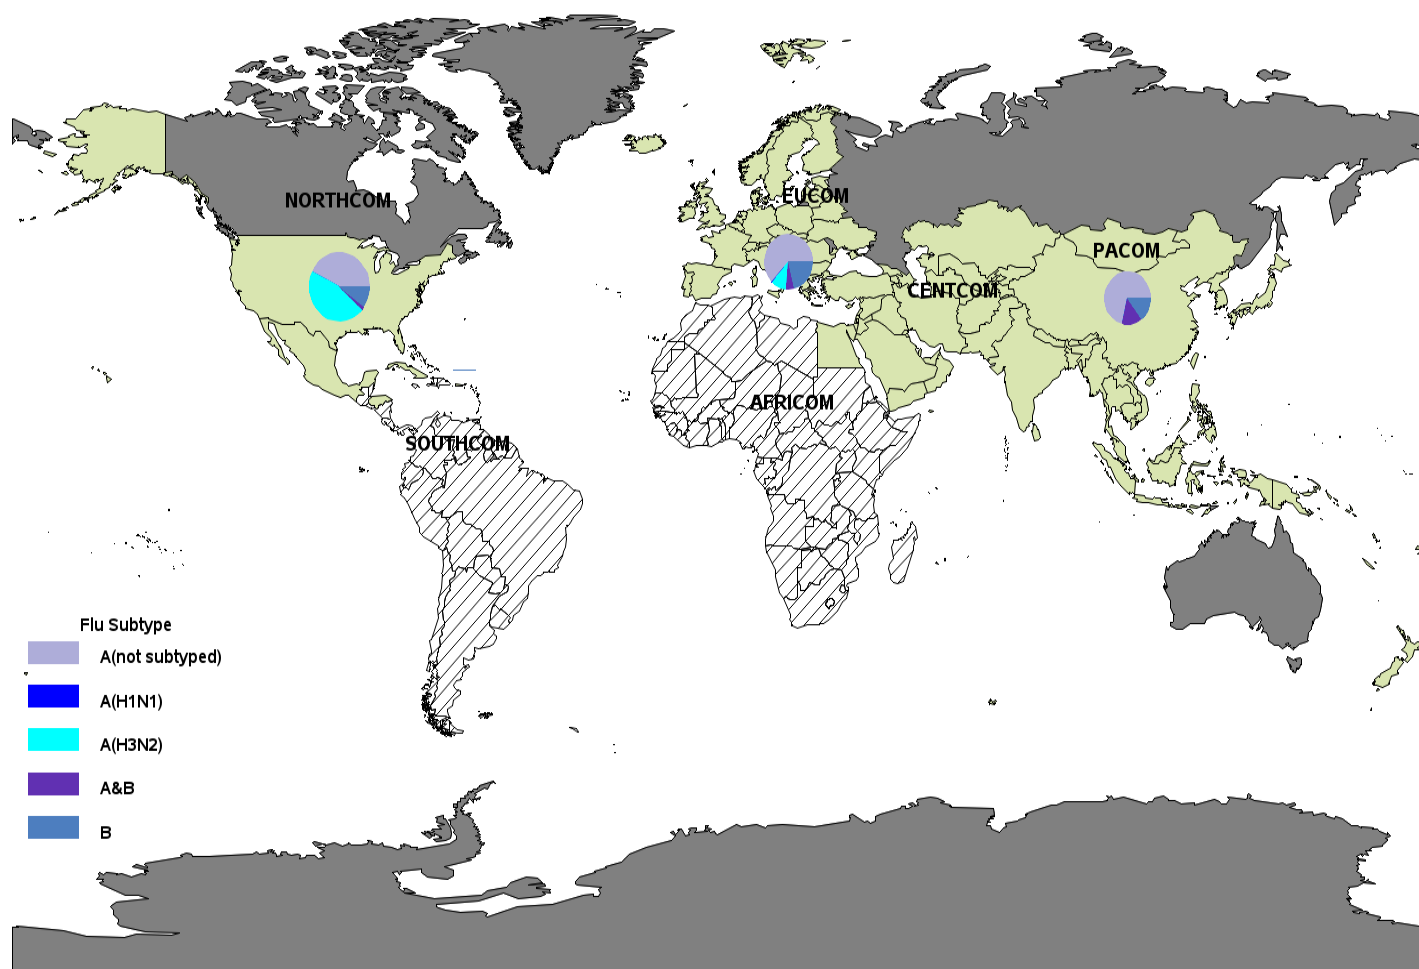 EUCOM
NORTHCOM
PACOM
CENTCOM
AFRICOM
SOUTHCOM
Flu Subtype
A(not subtyped)
A(H1N1)
A(H3N2)
A&B
B